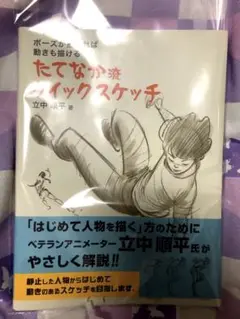 ポーズが描ければ
動きも描ける
たてなか流
クイックスケッチ
立中 順平 著
「はじめて人物を描く」方のために
ベテランアニメーター立中順平氏が
やさしく解説!!
静止した人物からはじめて
動きのあるスケッチを目指します。